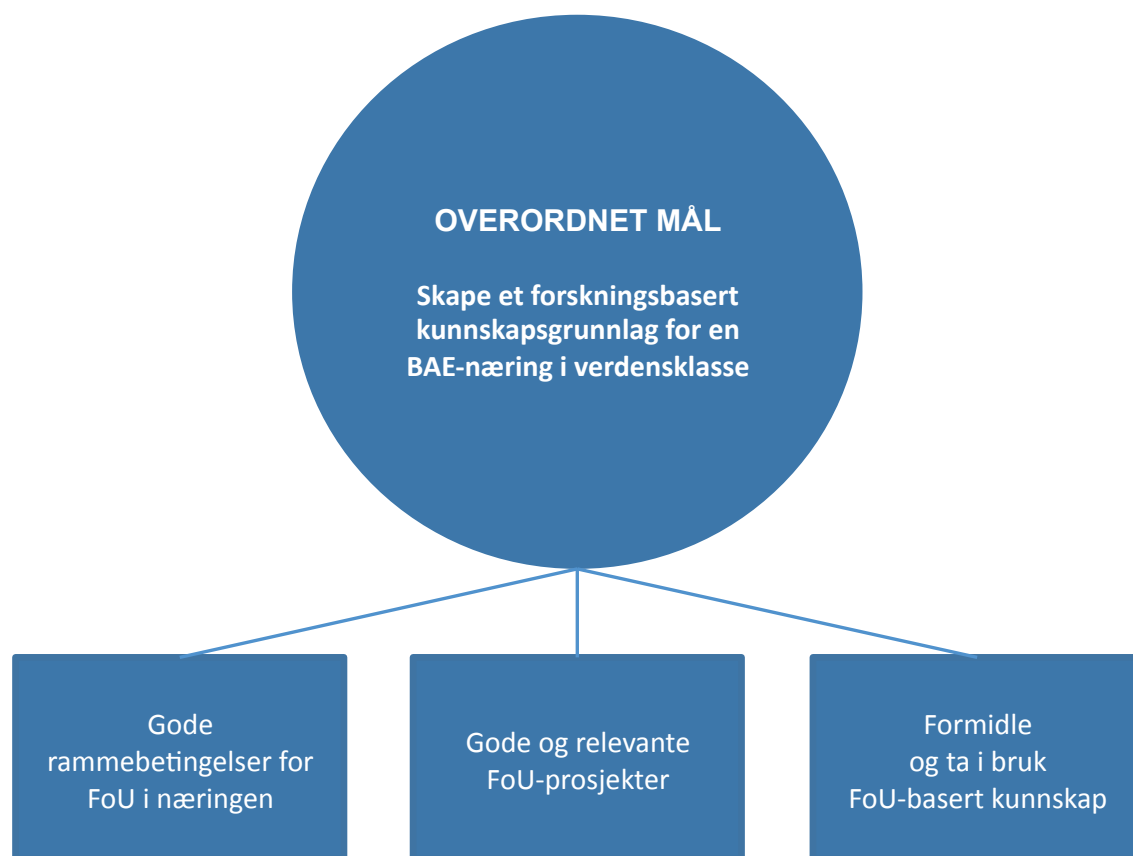 OVERORDNET MÅL
Skape et forskningsbasert
kunnskapsgrunnlag for en
BAE-næring i verdensklasse
Gode
rammebetingelser for
FoU i næringen
Gode og relevante
FoU-prosjekter
Formidle
og ta i bruk
FoU-basert kunnskap